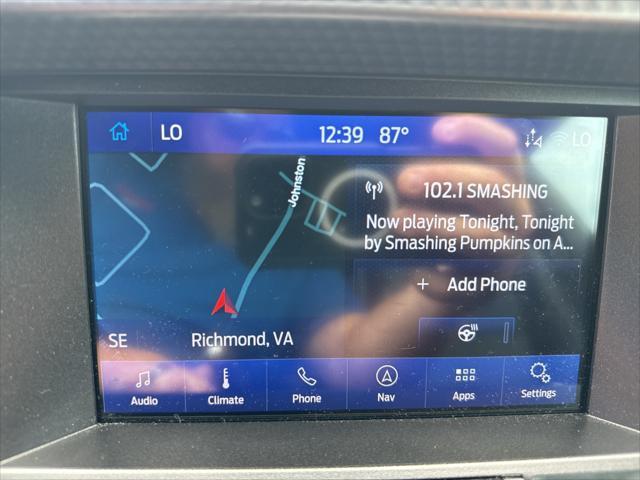 LO 12:39 87° LO
Johnston
102.1 SMASHING
Now playing Tonight, Tonight
by Smashing Pumpkins on A...
+ Add Phone
SE Richmond, VA
Audio Climate Phone Nav Apps Settings